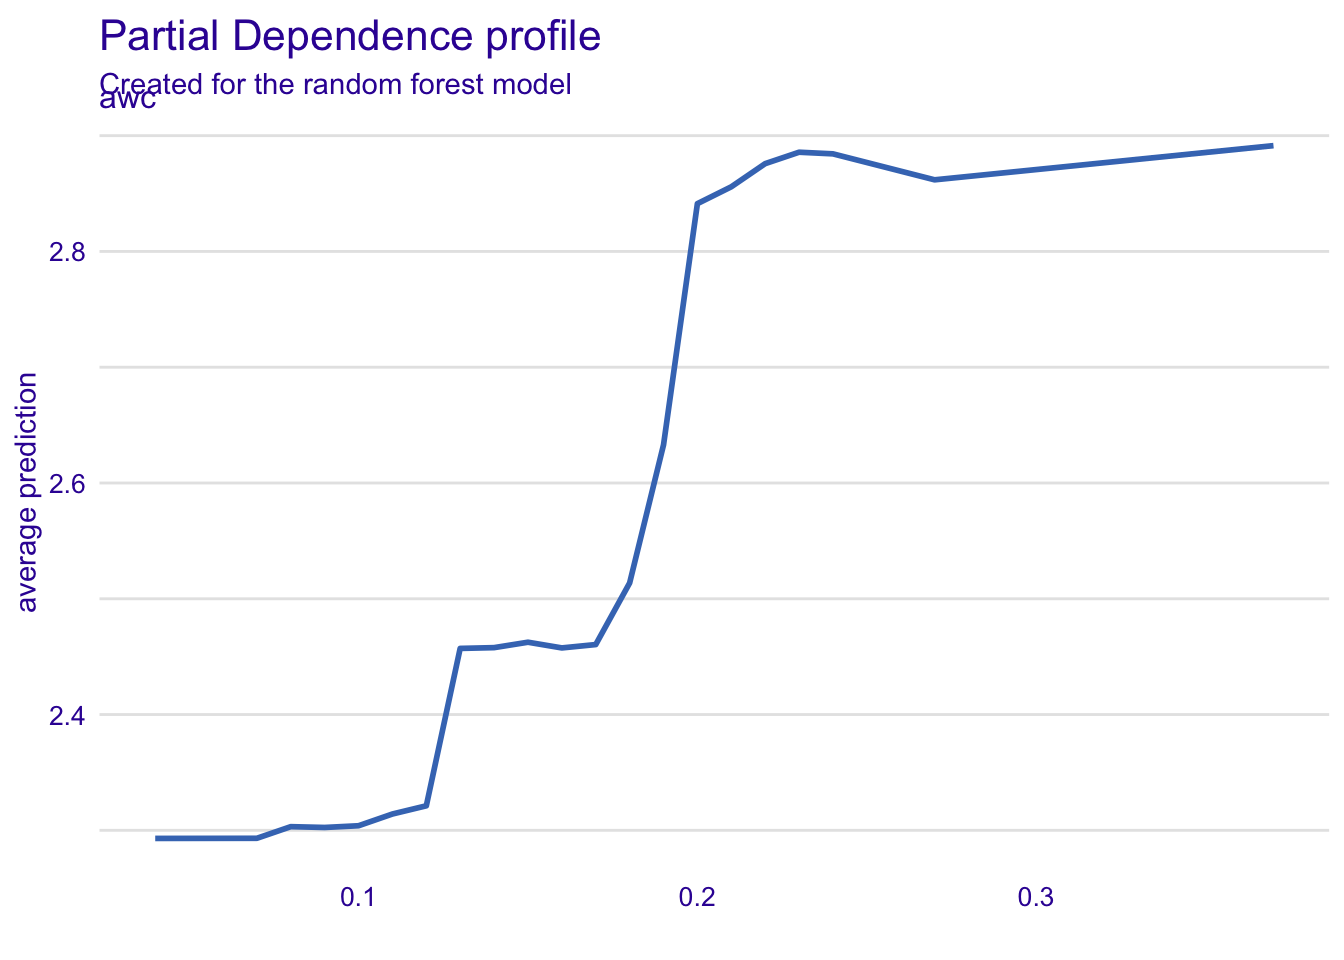 Partial Dependence profile
Created for the random forest model
awc
2.8
2.6
2.4
average prediction
0.1
0.2
0.3